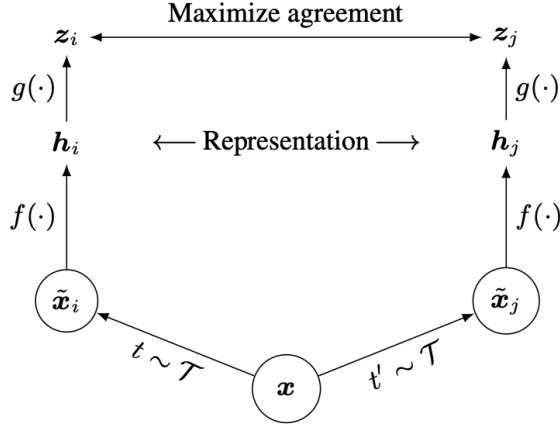 Maximize agreement
z_i z_j
g(·) g(·)
h_i ← Representation → h_j
f(·) f(·)
x̃_i x̃_j
t ∼ 𝒯 t′ ∼ 𝒯
x